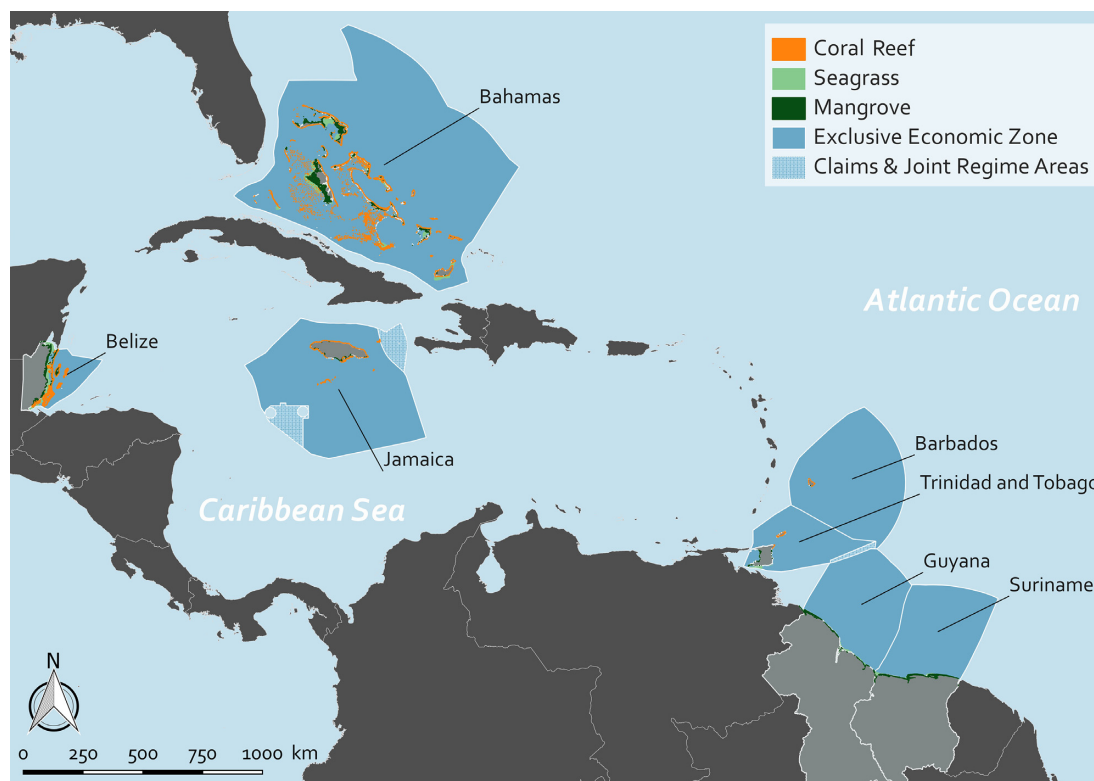 Coral Reef
Seagrass
Mangrove
Exclusive Economic Zone
Claims & Joint Regime Areas
Bahamas
Atlantic Ocean
Belize
Jamaica
Barbados
Trinidad and Tobago
Caribbean Sea
Guyana
Suriname
N
0 250 500 750 1000 km